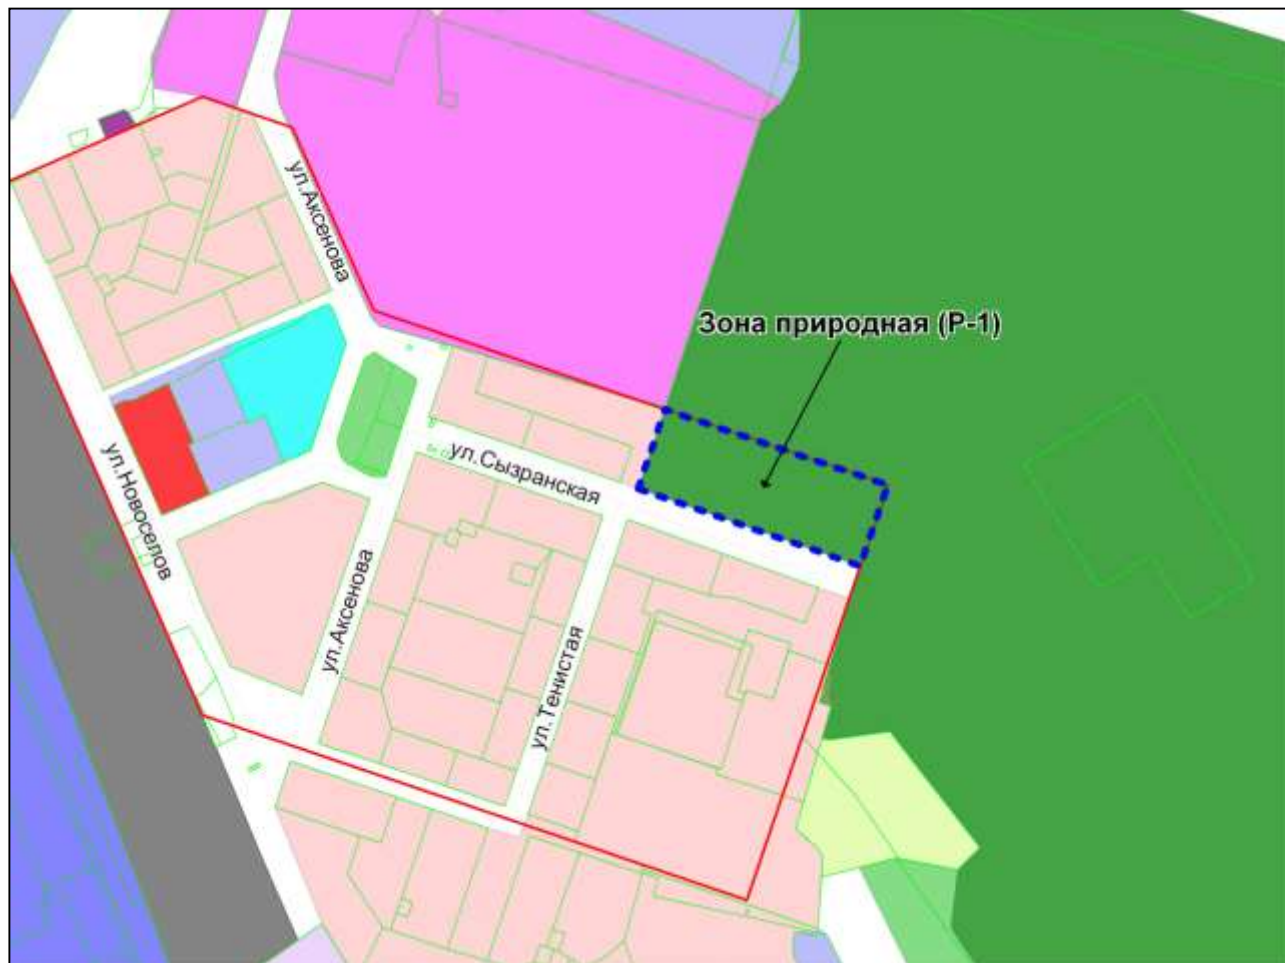 ул.Аксенова
Зона природная (Р-1)
ул.Сызранская
ул.Новоселов
ул.Аксенова
ул.Тенистая